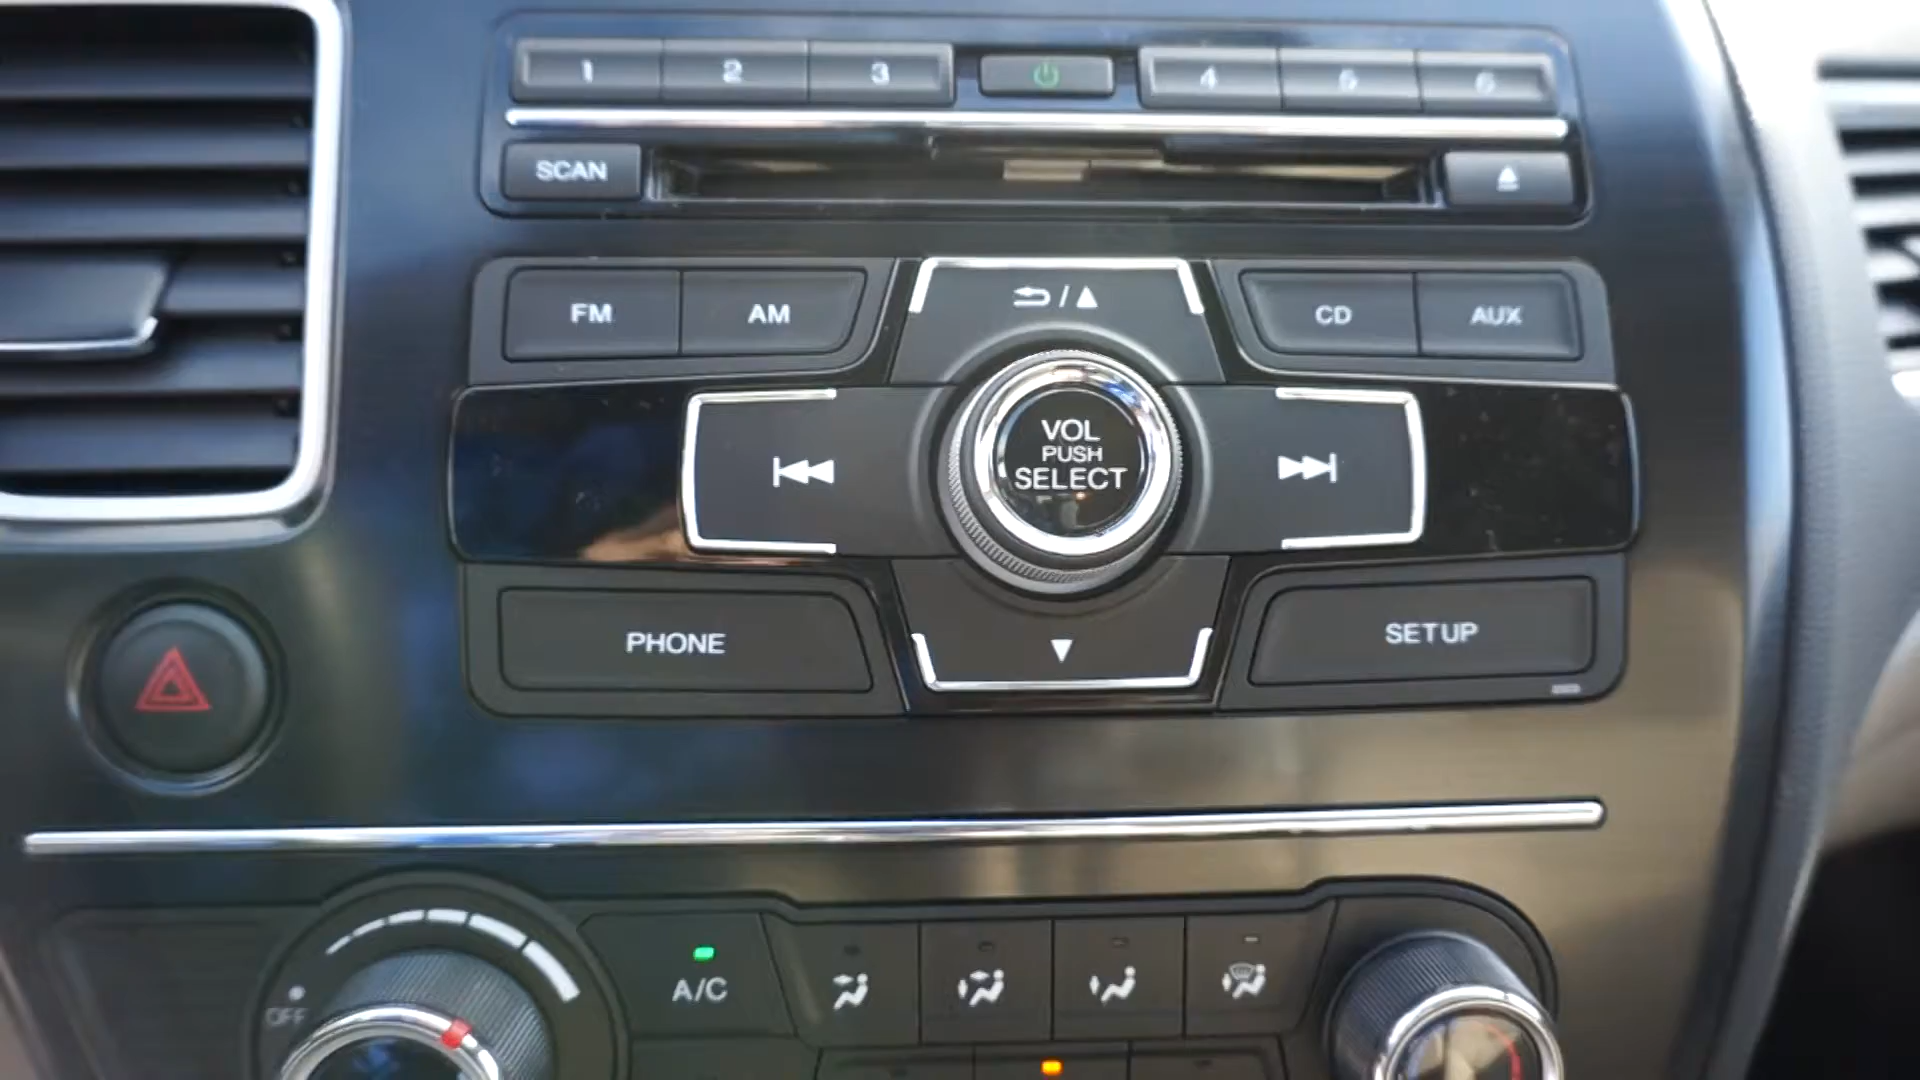 1 2 3 4 5 6
SCAN
FM AM CD AUX
VOL
PUSH
SELECT
PHONE SETUP
A/C
OFF